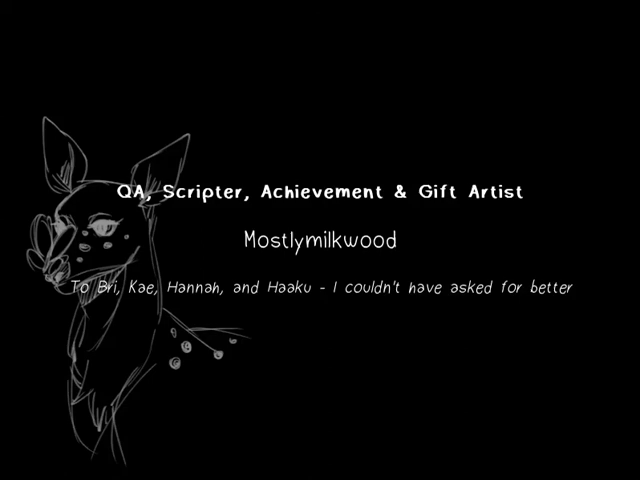 QA, Scripter, Achievement & Gift Artist
Mostlymilkwood
To Bri, Kae, Hannah, and Haaku - I couldn't have asked for better